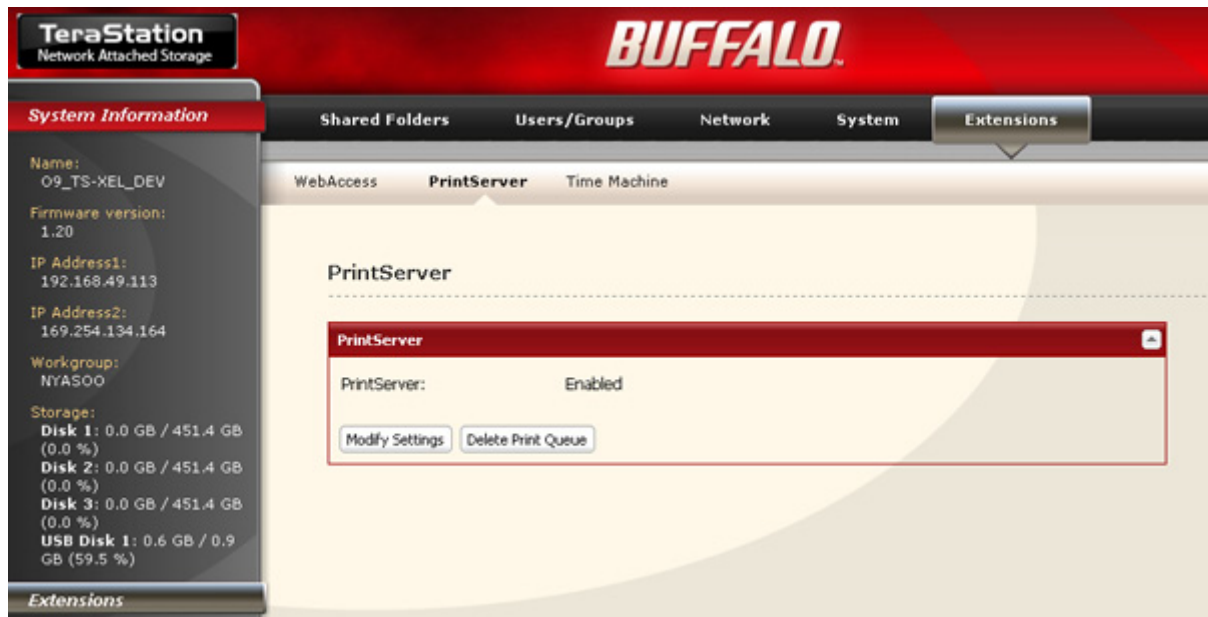 TeraStation
Network Attached Storage
BUFFALO™
System Information
Shared Folders
Users/Groups
Network
System
Extensions
WebAccess
PrintServer
Time Machine
Name:
O9_TS-XEL_DEV
Firmware version:
1.20
IP Address1:
192.168.49.113
IP Address2:
169.254.134.164
Workgroup:
NYASOO
Storage:
Disk 1: 0.0 GB / 451.4 GB
(0.0 %)
Disk 2: 0.0 GB / 451.4 GB
(0.0 %)
Disk 3: 0.0 GB / 451.4 GB
(0.0 %)
USB Disk 1: 0.6 GB / 0.9
GB (59.5 %)
Extensions
PrintServer
PrintServer
PrintServer: Enabled
Modify Settings
Delete Print Queue